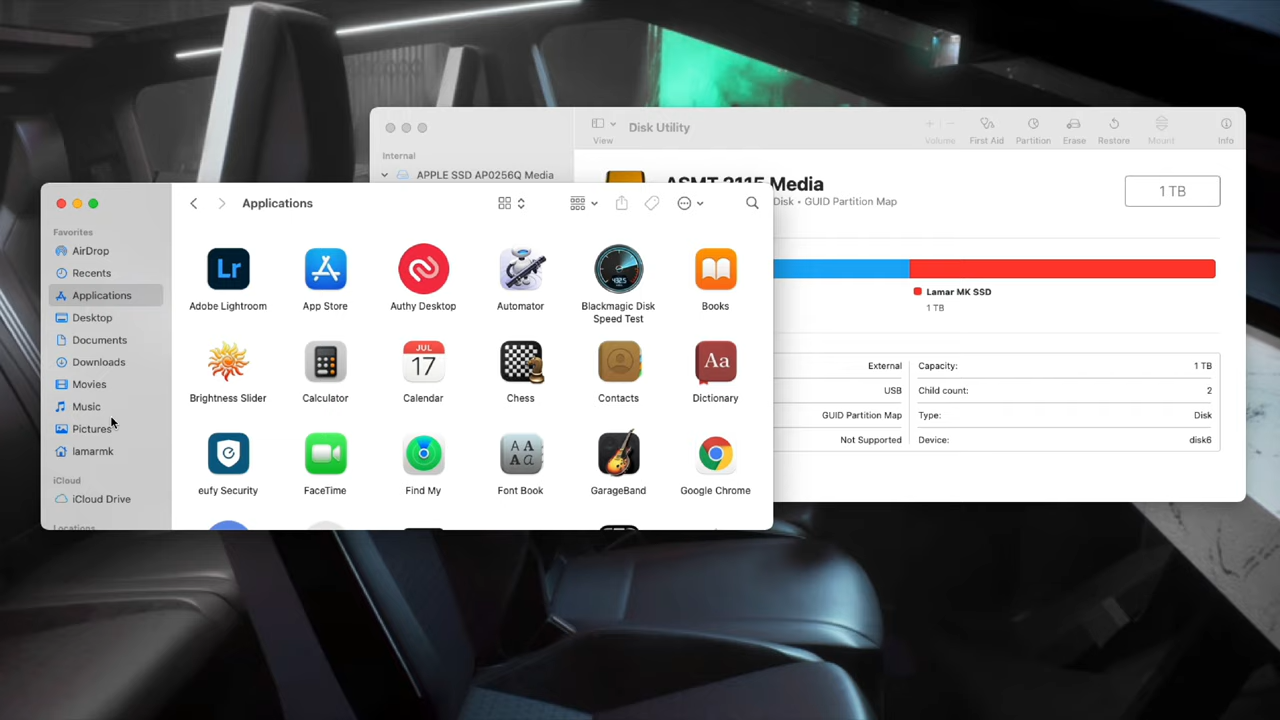 Disk Utility
View
Volume
First Aid
Partition
Erase
Restore
Mount
Info
Internal
APPLE SSD AP0256Q Media
ASMT 2115 Media
Disk • GUID Partition Map
1 TB
Lamar MK SSD
1 TB
External
USB
GUID Partition Map
Not Supported
Capacity: 1 TB
Child count: 2
Type: Disk
Device: disk6
Applications
Favorites
AirDrop
Recents
Applications
Desktop
Documents
Downloads
Movies
Music
Pictures
lamarmk
iCloud
iCloud Drive
Locations
Lr
Adobe Lightroom
App Store
Authy Desktop
Automator
Blackmagic Disk
Speed Test
Books
Brightness Slider
Calculator
JUL
17
Calendar
Chess
Contacts
Aa
Dictionary
eufy Security
FaceTime
Find My
AA
Aa
Font Book
GarageBand
Google Chrome